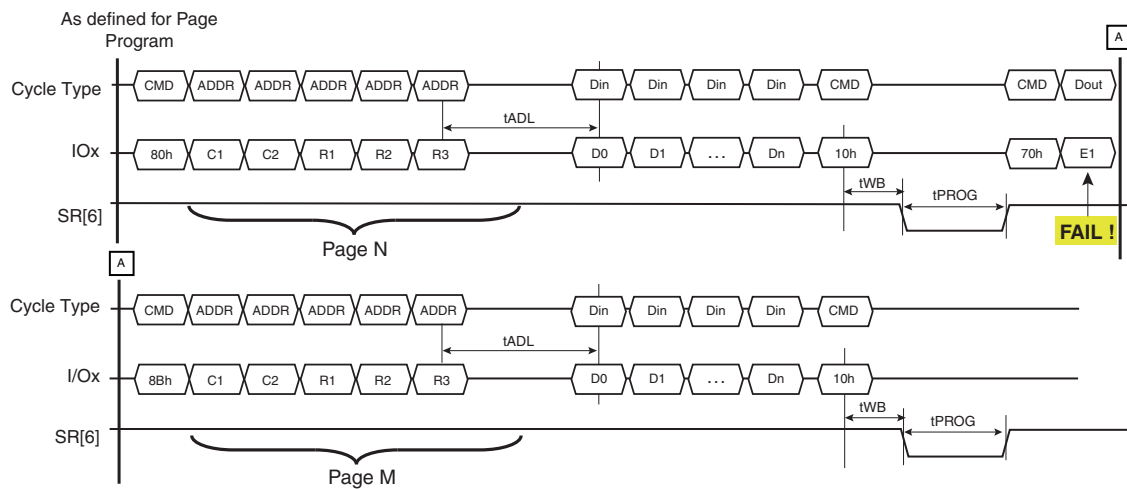 As defined for Page
Program
A
Cycle Type CMD ADDR ADDR ADDR ADDR ADDR Din Din Din Din CMD CMD Dout
tADL
IOx 80h C1 C2 R1 R2 R3 D0 D1 ... Dn 10h 70h E1
tWB tPROG
SR[6]
FAIL !
Page N
A
Cycle Type CMD ADDR ADDR ADDR ADDR ADDR Din Din Din Din CMD
tADL
I/Ox 8Bh C1 C2 R1 R2 R3 D0 D1 ... Dn 10h
tWB tPROG
SR[6]
Page M